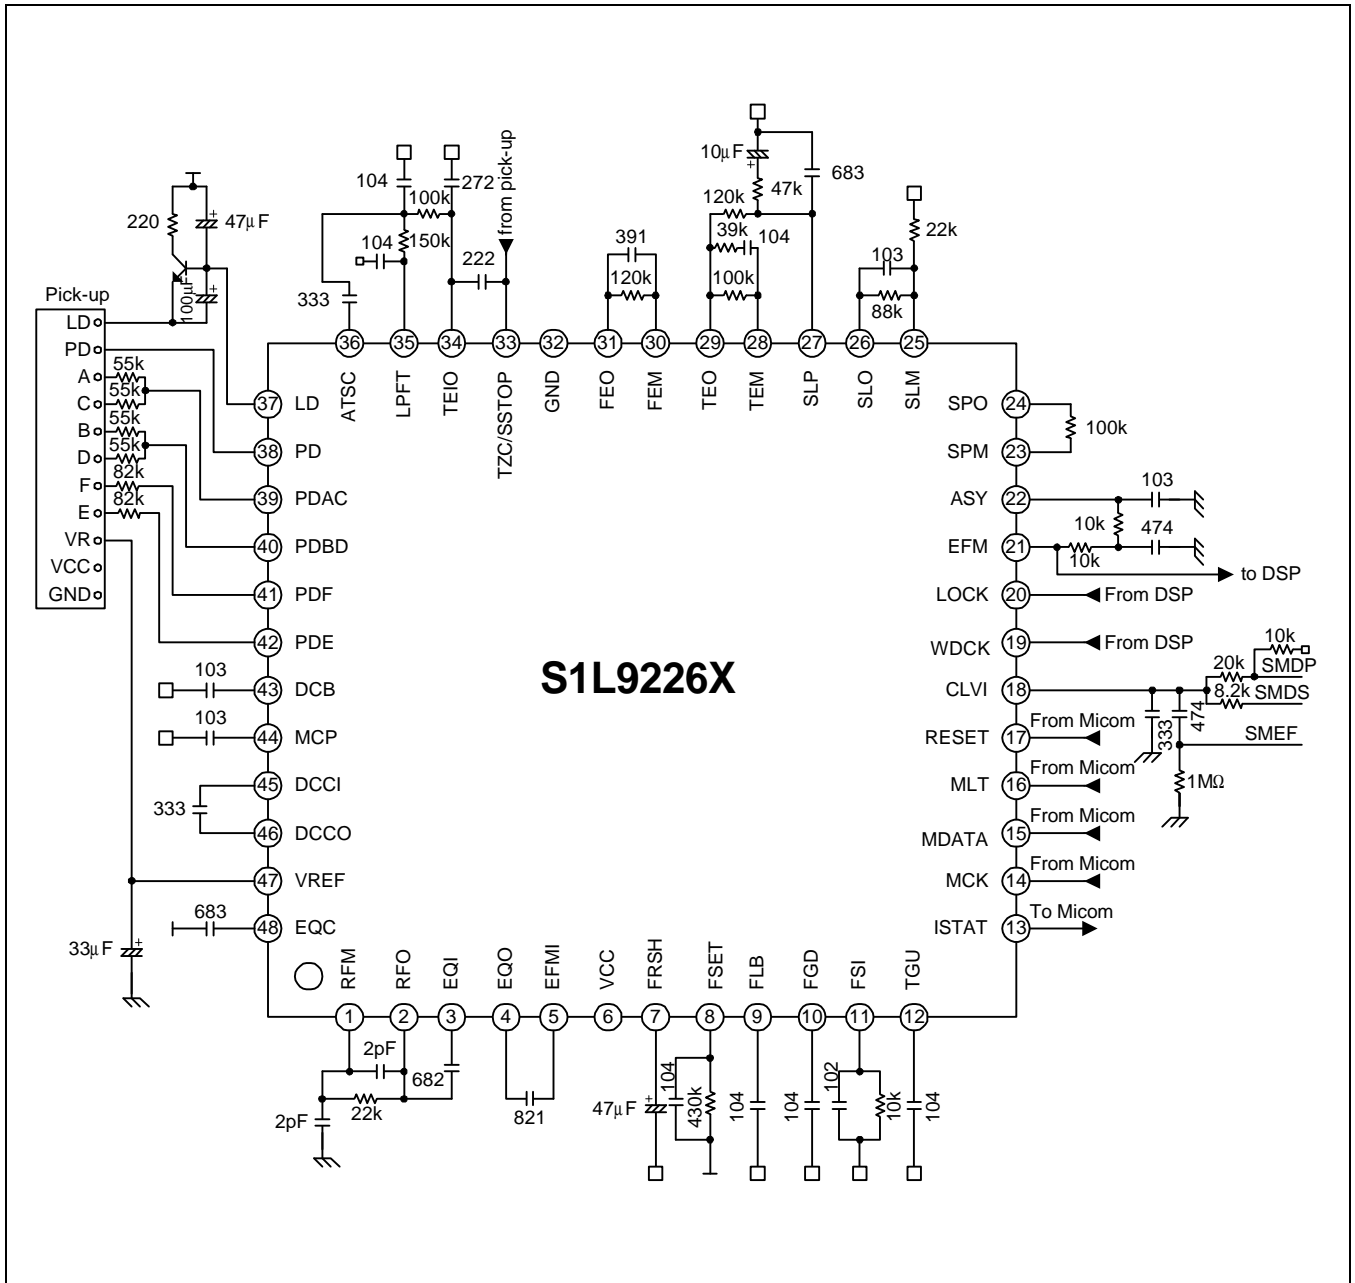 10μF
683
47k
120k
39k
104
100k
from pick-up
104
272
100k
150k
104
222
333
391
120k
22k
103
88k
220
47μF
100μF
Pick-up
LD
PD
A
C
B
D
F
E
VR
VCC
GND
55k
55k
55k
55k
82k
82k
36
35
34
33
32
31
30
29
28
27
26
25
ATSC
LPFT
TEIO
TZC/SSTOP
GND
FEO
FEM
TEO
TEM
SLP
SLO
SLM
37 LD
38 PD
39 PDAC
40 PDBD
41 PDF
42 PDE
103 43 DCB
103 44 MCP
45 DCCI
333
46 DCCO
47 VREF
683 48 EQC
33μF
S1L9226X
SPO 24
100k
SPM 23
ASY 22
103
10k
474
EFM 21
10k
to DSP
LOCK 20 From DSP
WDCK 19 From DSP
CLVI 18
10k
20k
SMDP
8.2k
SMDS
333
474
SMEF
1MΩ
RESET 17 From Micom
MLT 16 From Micom
MDATA 15 From Micom
MCK 14 From Micom
ISTAT 13 To Micom
RFM
RFO
EQI
EQO
EFMI
VCC
FRSH
FSET
FLB
FGD
FSI
TGU
1
2
3
4
5
6
7
8
9
10
11
12
2pF
682
22k
2pF
821
47μF
104
430k
104
104
102
10k
104